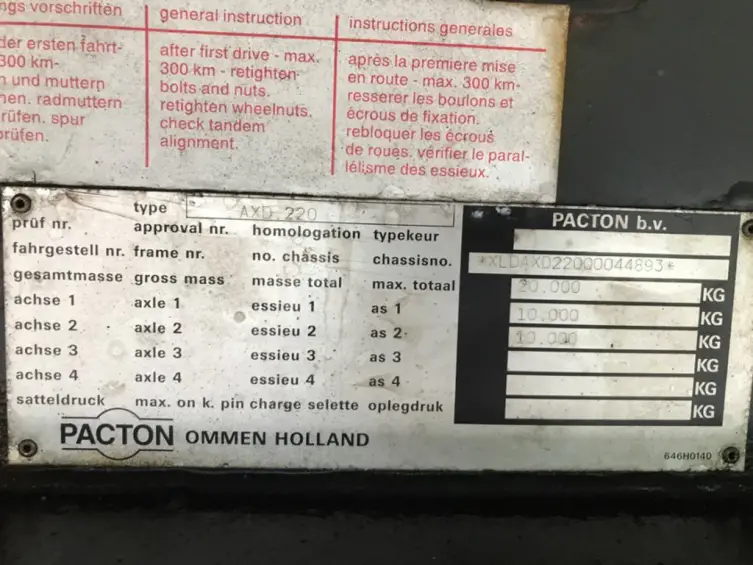 ngs vorschriften
der ersten fahrt-
300 km-
n und muttern
hen. radmuttern
rüfen. spur
prüfen.
general instruction
after first drive - max.
300 km - retighten
bolts and nuts.
retighten wheelnuts.
check tandem
alignment.
instructions generales
après la premiere mise
en route - max. 300 km-
resserer les boulons et
écrous de fixation.
rebloquer les écrous
de roues. vérifier le paral-
lélisme des essieux.
type AXD 220
prüf nr. approval nr. homologation typekeur
PACTON b.v.
fahrgestell nr. frame nr. no. châssis chassisno. *XLDAXD22000044893*
gesamtmasse gross mass masse total max. totaal 20.000 KG
achse 1 axle 1 essieu 1 as 1 10.000 KG
achse 2 axle 2 essieu 2 as 2 10.000 KG
achse 3 axle 3 essieu 3 as 3 KG
achse 4 axle 4 essieu 4 as 4 KG
satteldruck max. on k. pin charge selette oplegdruk KG
PACTON OMMEN HOLLAND
646H0140